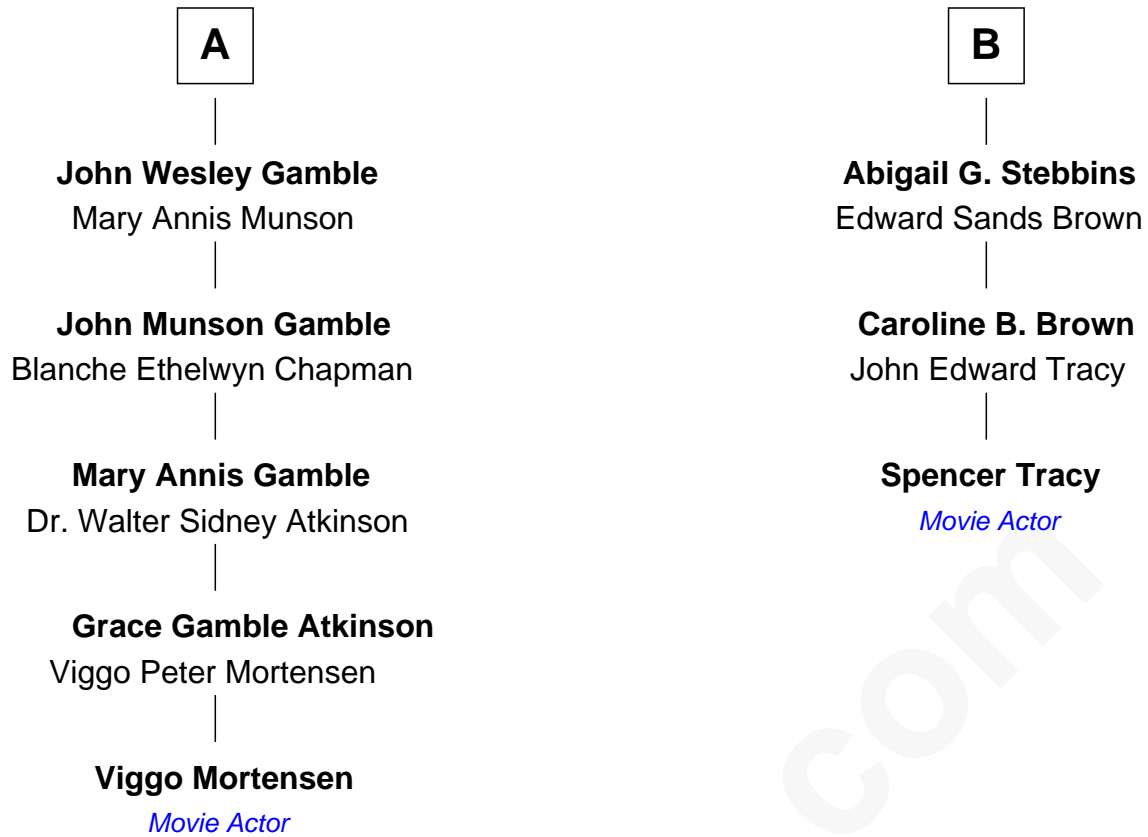 A
John Wesley Gamble
Mary Annis Munson
John Munson Gamble
Blanche Ethelwyn Chapman
Mary Annis Gamble
Dr. Walter Sidney Atkinson
Grace Gamble Atkinson
Viggo Peter Mortensen
Viggo Mortensen
Movie Actor
B
Abigail G. Stebbins
Edward Sands Brown
Caroline B. Brown
John Edward Tracy
Spencer Tracy
Movie Actor
com